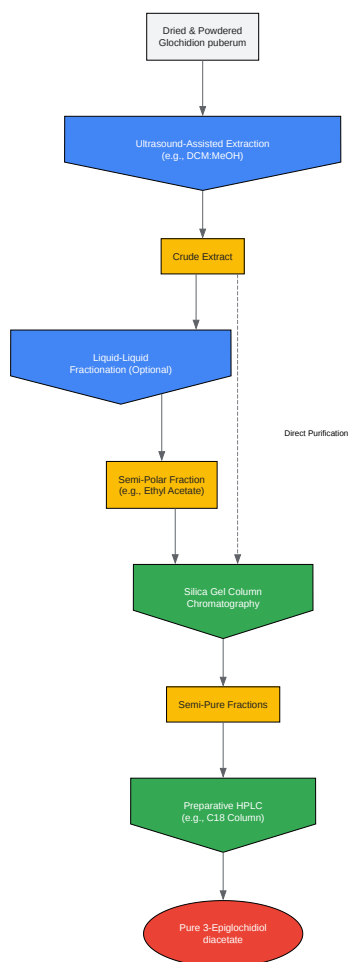 Dried & Powdered
Glochidion puberum
Ultrasound-Assisted Extraction
(e.g., DCM:MeOH)
Crude Extract
Liquid-Liquid
Fractionation (Optional)
Direct Purification
Semi-Polar Fraction
(e.g., Ethyl Acetate)
Silica Gel Column
Chromatography
Semi-Pure Fractions
Preparative HPLC
(e.g., C18 Column)
Pure 3-Epiglochidiol
diacetate